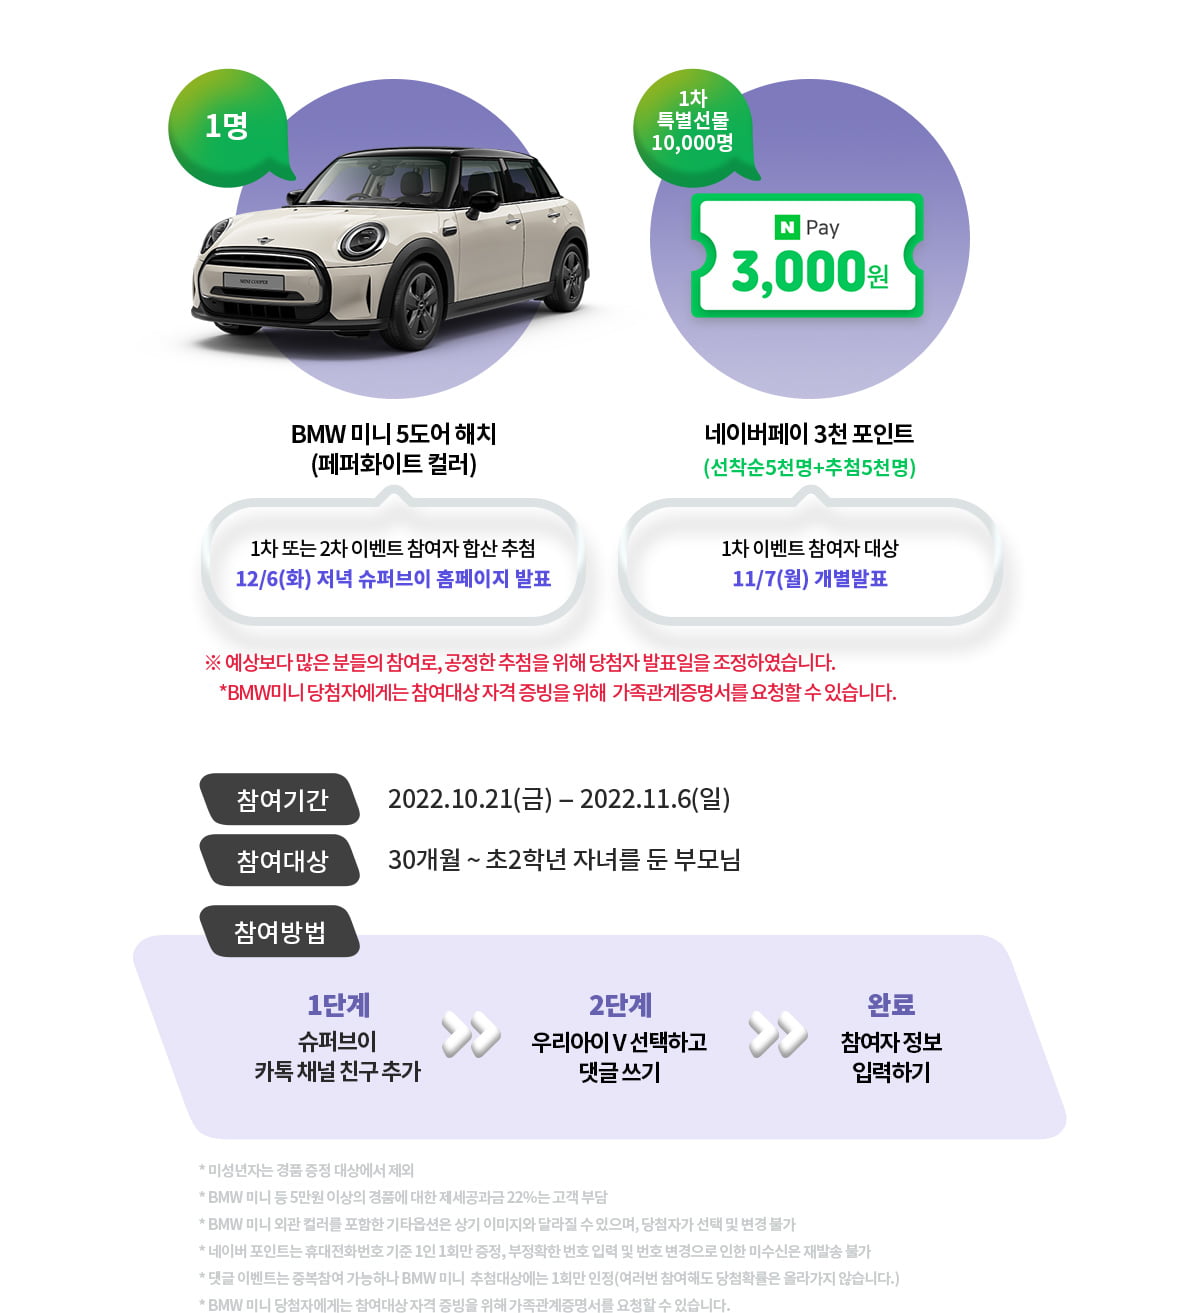 1명
1차
특별선물
10,000명
MINI COOPER
N Pay
3,000원
BMW 미니 5도어 해치
(페퍼화이트 컬러)
네이버페이 3천 포인트
(선착순5천명+추첨5천명)
1차 또는 2차 이벤트 참여자 합산 추첨
12/6(화) 저녁 슈퍼브이 홈페이지 발표
1차 이벤트 참여자 대상
11/7(월) 개별발표
※ 예상보다 많은 분들의 참여로, 공정한 추첨을 위해 당첨자 발표일을 조정하였습니다.
*BMW미니 당첨자에게는 참여대상 자격 증빙을 위해 가족관계증명서를 요청할 수 있습니다.
참여기간
2022.10.21(금) – 2022.11.6(일)
참여대상
30개월 ~ 초2학년 자녀를 둔 부모님
참여방법
1단계
슈퍼브이
카톡 채널 친구 추가
2단계
우리아이 V 선택하고
댓글 쓰기
완료
참여자 정보
입력하기
* 미성년자는 경품 증정 대상에서 제외
* BMW 미니 등 5만원 이상의 경품에 대한 제세공과금 22%는 고객 부담
* BMW 미니 외관 컬러를 포함한 기타옵션은 상기 이미지와 달라질 수 있으며, 당첨자가 선택 및 변경 불가
* 네이버 포인트는 휴대전화번호 기준 1인 1회만 증정, 부정확한 번호 입력 및 번호 변경으로 인한 미수신은 재발송 불가
* 댓글 이벤트는 중복참여 가능하나 BMW 미니 추첨대상에는 1회만 인정(여러번 참여해도 당첨확률은 올라가지 않습니다.)
* BMW 미니 당첨자에게는 참여대상 자격 증빙을 위해 가족관계증명서를 요청할 수 있습니다.